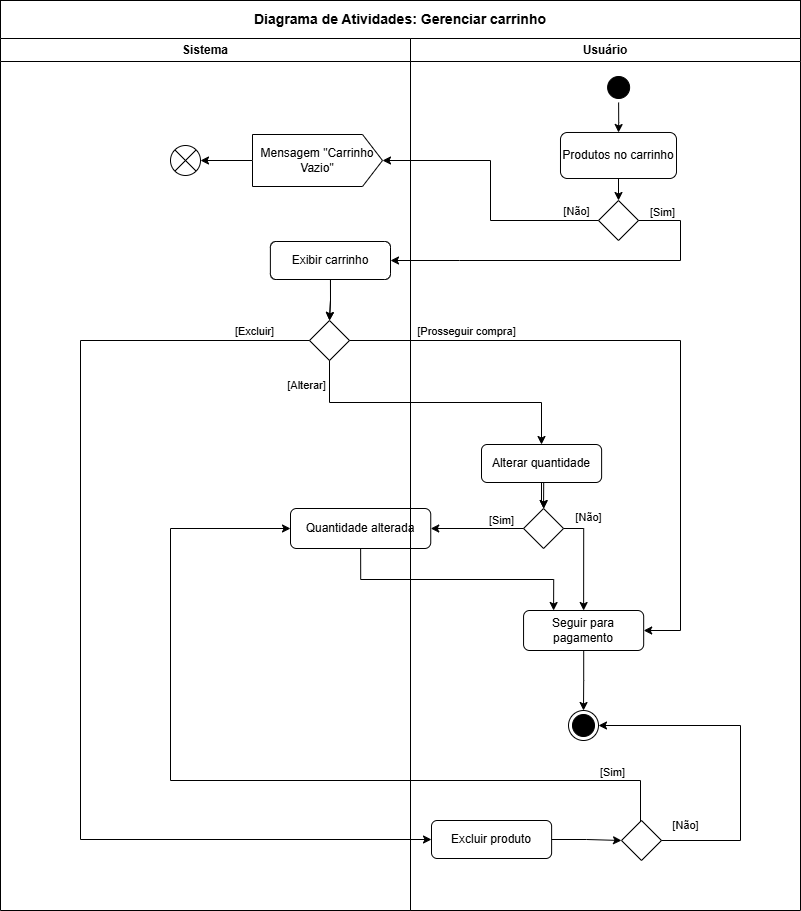 Diagrama de Atividades: Gerenciar carrinho
Sistema
Usuário
Produtos no carrinho
Mensagem "Carrinho
Vazio"
[Não]
[Sim]
Exibir carrinho
[Excluir]
[Prosseguir compra]
[Alterar]
Alterar quantidade
Quantidade alterada
[Sim]
[Não]
Seguir para
pagamento
[Sim]
Excluir produto
[Não]